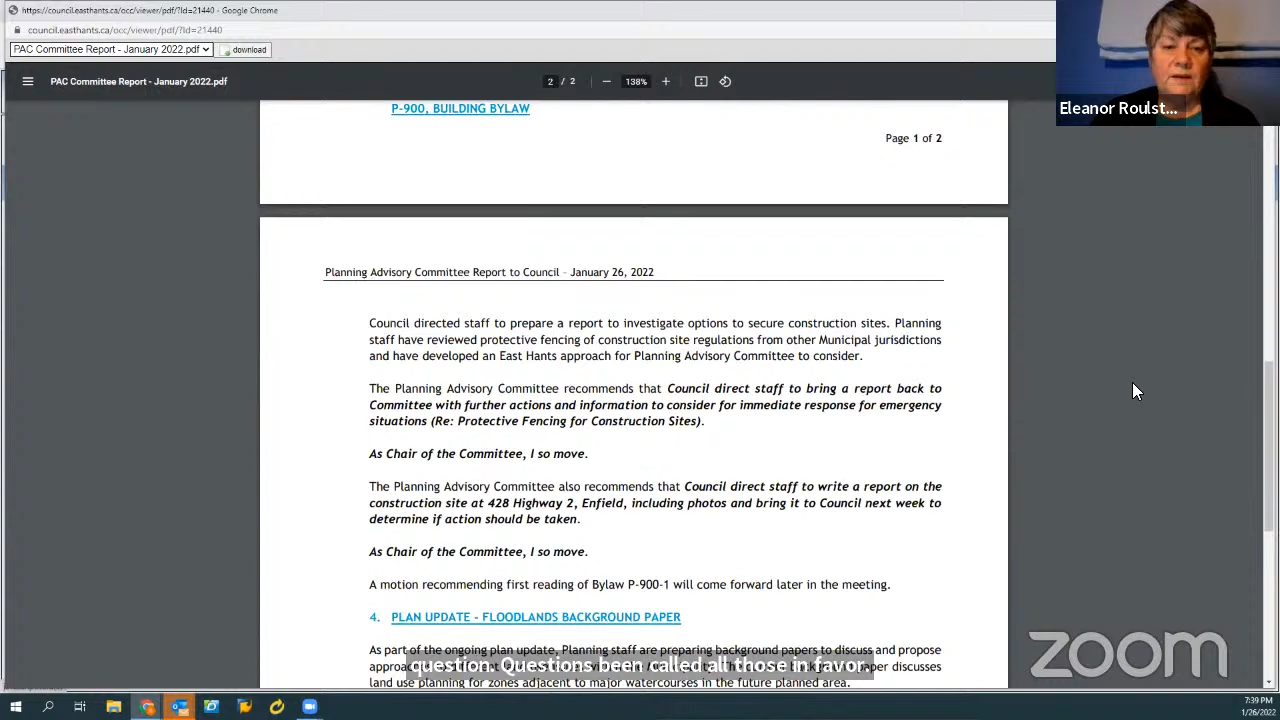 https://council.easthants.ca/occ/viewer/pdf/?Id=21440 - Google Chrome
council.easthants.ca/occ/viewer/pdf/?Id=21440
PAC Committee Report - January 2022.pdf
download
PAC Committee Report - January 2022.pdf
2 / 2
138%
Eleanor Roulst...
P-900, BUILDING BYLAW
Page 1 of 2
Planning Advisory Committee Report to Council – January 26, 2022
Council directed staff to prepare a report to investigate options to secure construction sites. Planning
staff have reviewed protective fencing of construction site regulations from other Municipal jurisdictions
and have developed an East Hants approach for Planning Advisory Committee to consider.
The Planning Advisory Committee recommends that Council direct staff to bring a report back to
Committee with further actions and information to consider for immediate response for emergency
situations (Re: Protective Fencing for Construction Sites).
As Chair of the Committee, I so move.
The Planning Advisory Committee also recommends that Council direct staff to write a report on the
construction site at 428 Highway 2, Enfield, including photos and bring it to Council next week to
determine if action should be taken.
As Chair of the Committee, I so move.
A motion recommending first reading of Bylaw P-900-1 will come forward later in the meeting.
4. PLAN UPDATE - FLOODLANDS BACKGROUND PAPER
As part of the ongoing plan update, Planning staff are preparing background papers to discuss and propose
question. Questions been called all those in favor.
land use planning for zones adjacent to major watercourses in the future planned area.
zoom
7:39 PM
1/26/2022